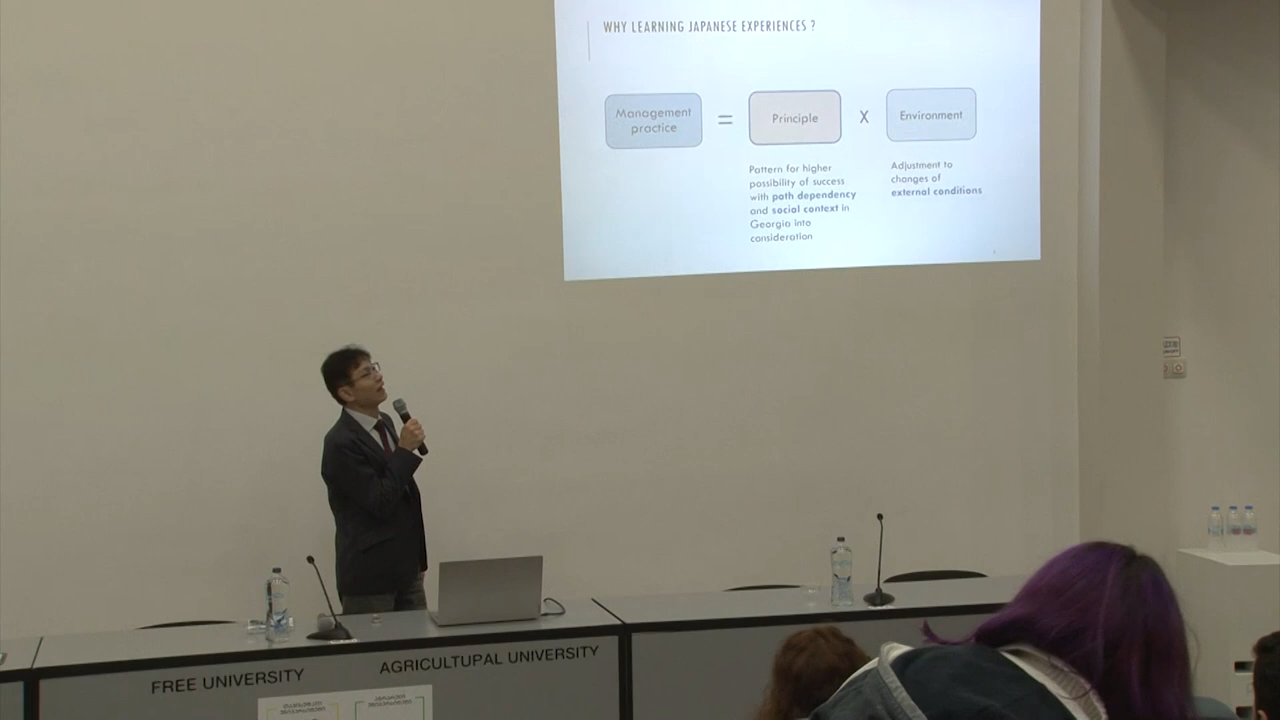 WHY LEARNING JAPANESE EXPERIENCES ?
Management
practice
=
Principle
X
Environment
Pattern for higher
possibility of success
with path dependency
and social context in
Georgia into
consideration
Adjustment to
changes of
external conditions
FREE UNIVERSITY
AGRICULTUPAL UNIVERSITY